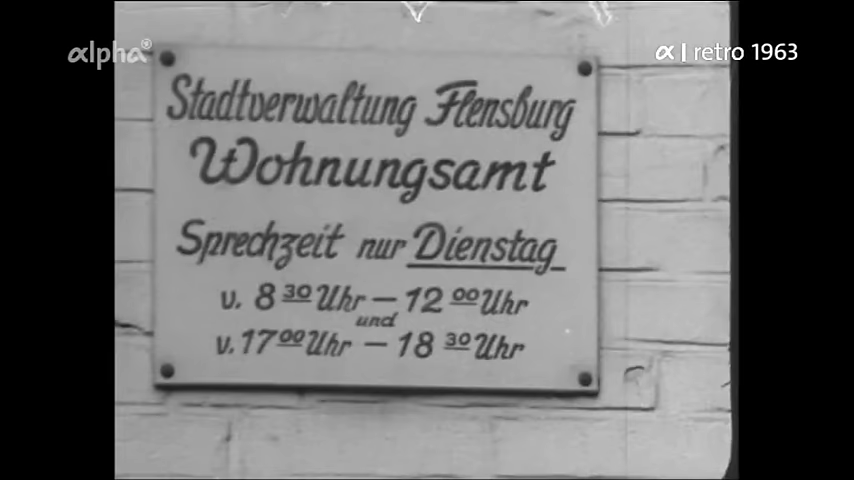 alpha
α | retro 1963
Stadtverwaltung Flensburg
Wohnungsamt
Sprechzeit nur Dienstag
v. 8 30 Uhr – 12 00 Uhr
und
v. 17 00 Uhr – 18 30 Uhr